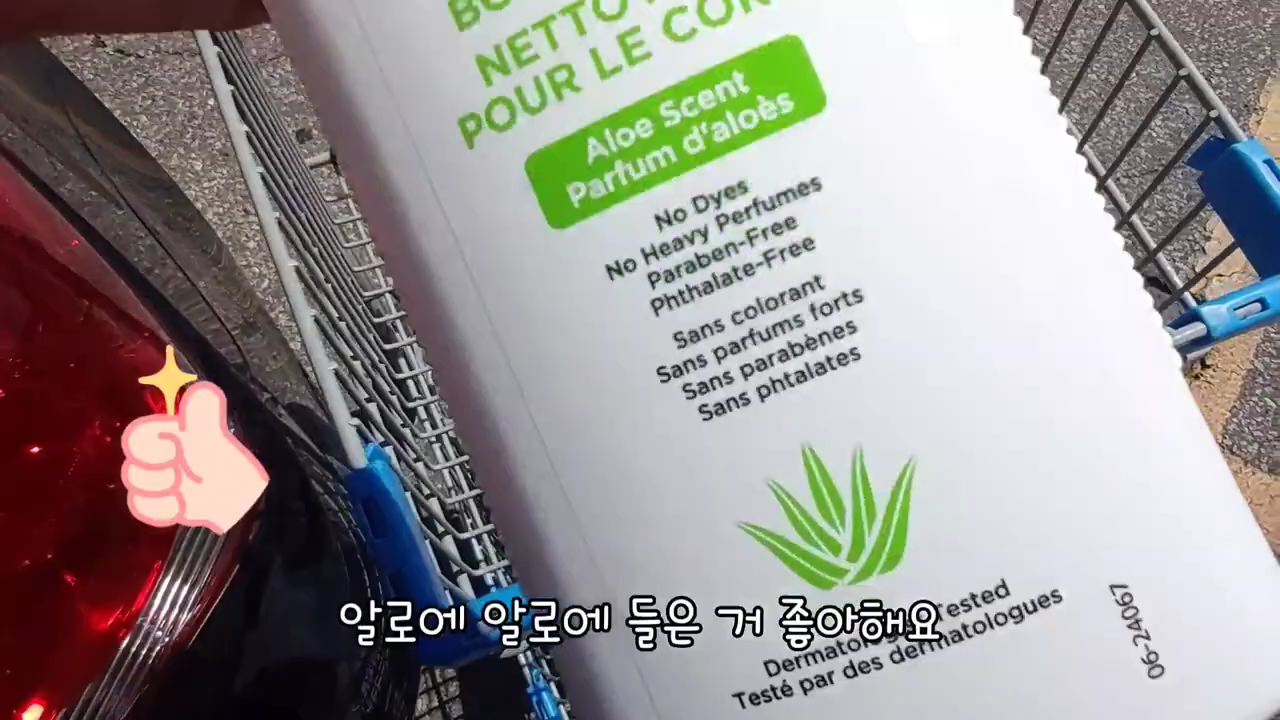 POUR LE
Aloe Scent
Parfum d'aloès
No Dyes
No Heavy Perfumes
Paraben-Free
Phthalate-Free
Sans colorant
Sans parfums forts
Sans parabènes
Sans phtalates
알로에 알로에 들은 거 좋아해요
Tested
Testé par des dermatologues
06-24067